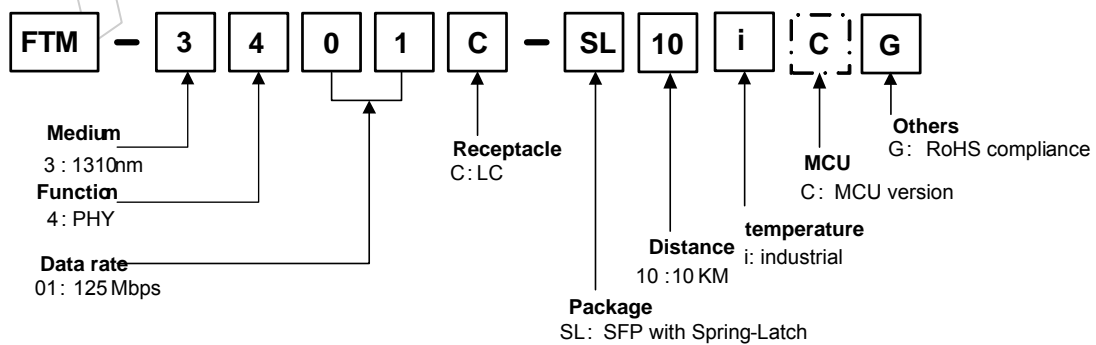 FTM - 3 4 0 1 C - SL 10 i C G
Medium
3 : 1310nm
Function
4 : PHY
Data rate
01 : 125 Mbps
Receptacle
C : LC
Package
SL : SFP with Spring-Latch
Distance
10 :10 KM
temperature
i: industrial
MCU
C : MCU version
Others
G : RoHS compliance